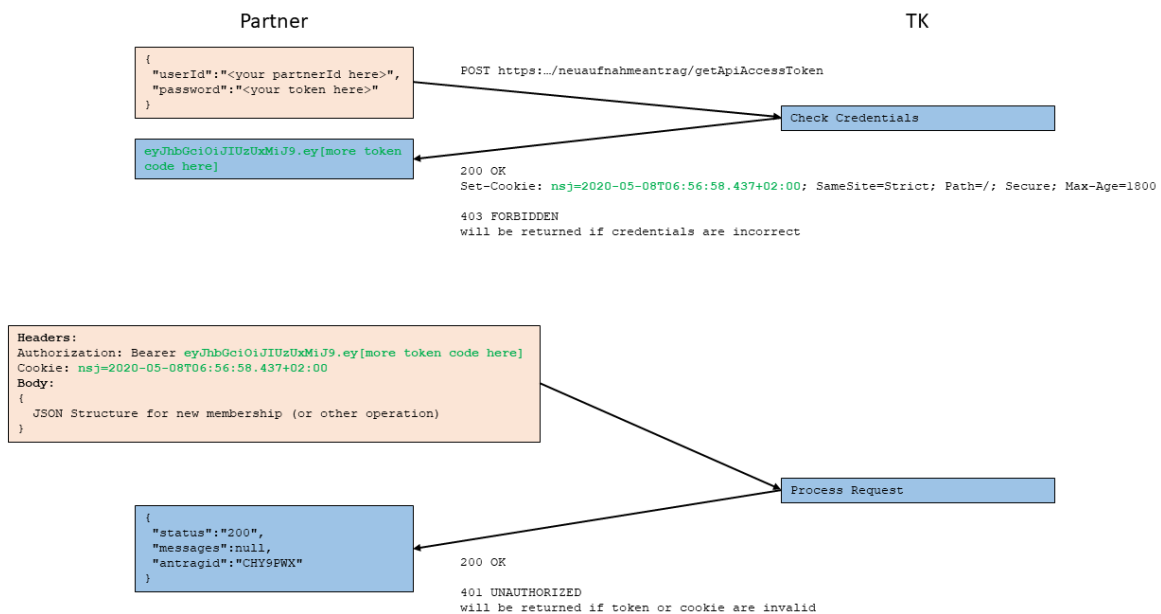 Partner
TK
{
"userId":"<your partnerId here>",
"password":"<your token here>"
}
POST https:…/neuaufnahmeantrag/getApiAccessToken
Check Credentials
eyJhbGciOiJIUzUxMiJ9.ey[more token
code here]
200 OK
Set-Cookie: nsj=2020-05-08T06:56:58.437+02:00; SameSite=Strict; Path=/; Secure; Max-Age=1800
403 FORBIDDEN
will be returned if credentials are incorrect
Headers:
Authorization: Bearer eyJhbGciOiJIUzUxMiJ9.ey[more token code here]
Cookie: nsj=2020-05-08T06:56:58.437+02:00
Body:
{
JSON Structure for new membership (or other operation)
}
Process Request
{
"status":"200",
"messages":null,
"antragid":"CHY9PWX"
}
200 OK
401 UNAUTHORIZED
will be returned if token or cookie are invalid